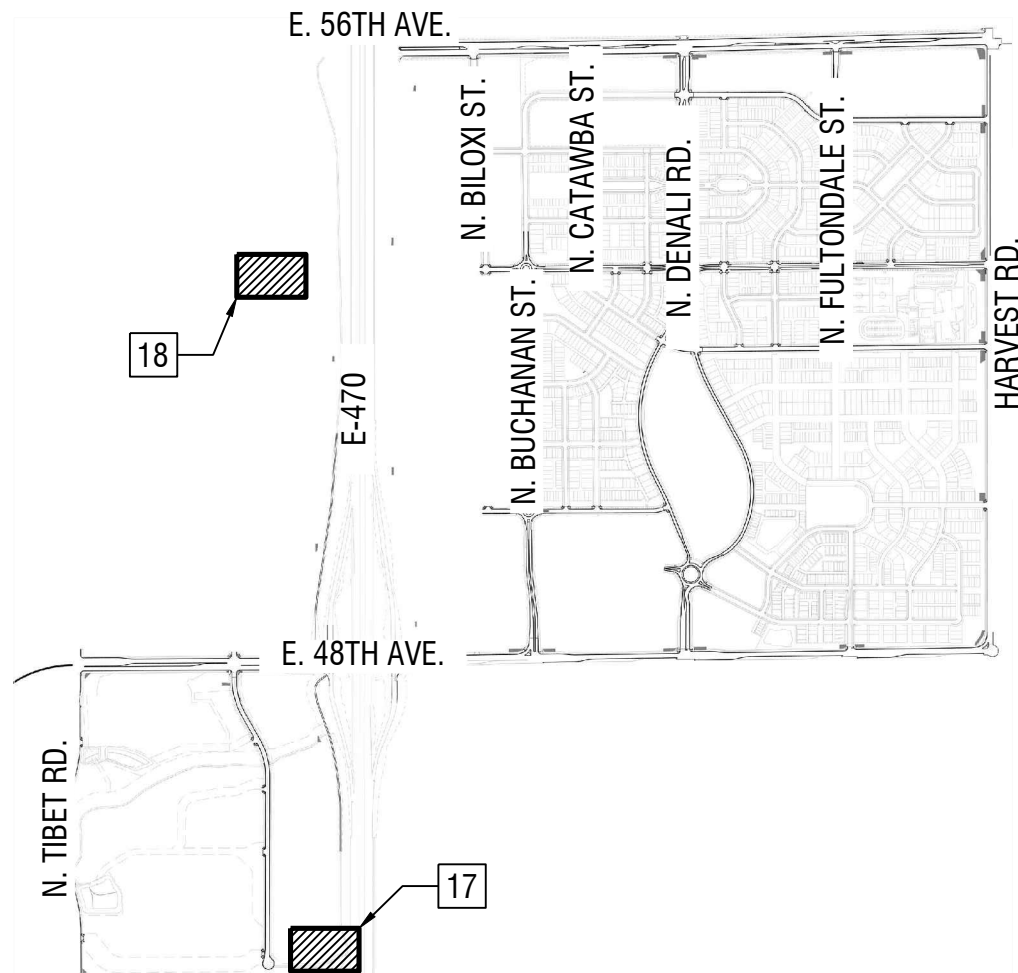 E. 56TH AVE.
N. BILOXI ST.
N. CATAWBA ST.
N. DENALI RD.
N. FULTONDALE ST.
HARVEST RD.
18
E-470
N. BUCHANAN ST.
E. 48TH AVE.
N. TIBET RD.
17